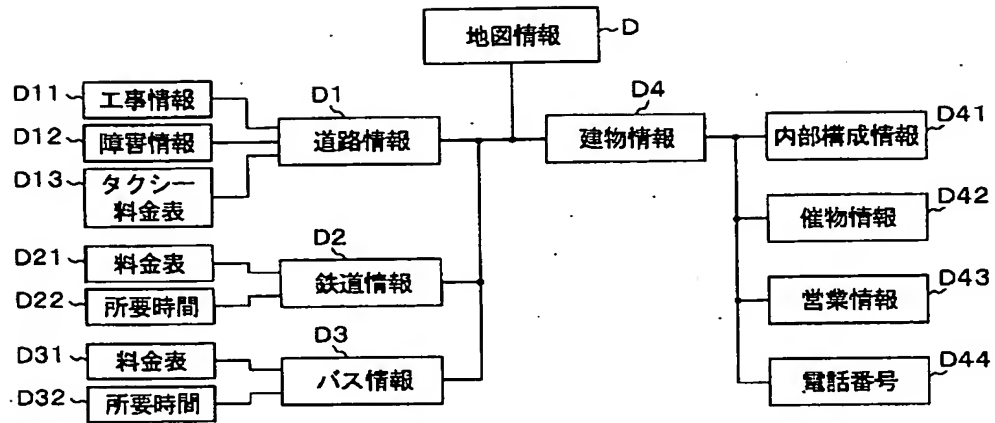 地図情報
D
D11
工事情報
D12
障害情報
D13
タクシー
料金表
D1
道路情報
D21
料金表
D22
所要時間
D2
鉄道情報
D31
料金表
D32
所要時間
D3
バス情報
D4
建物情報
内部構成情報
D41
催物情報
D42
営業情報
D43
電話番号
D44